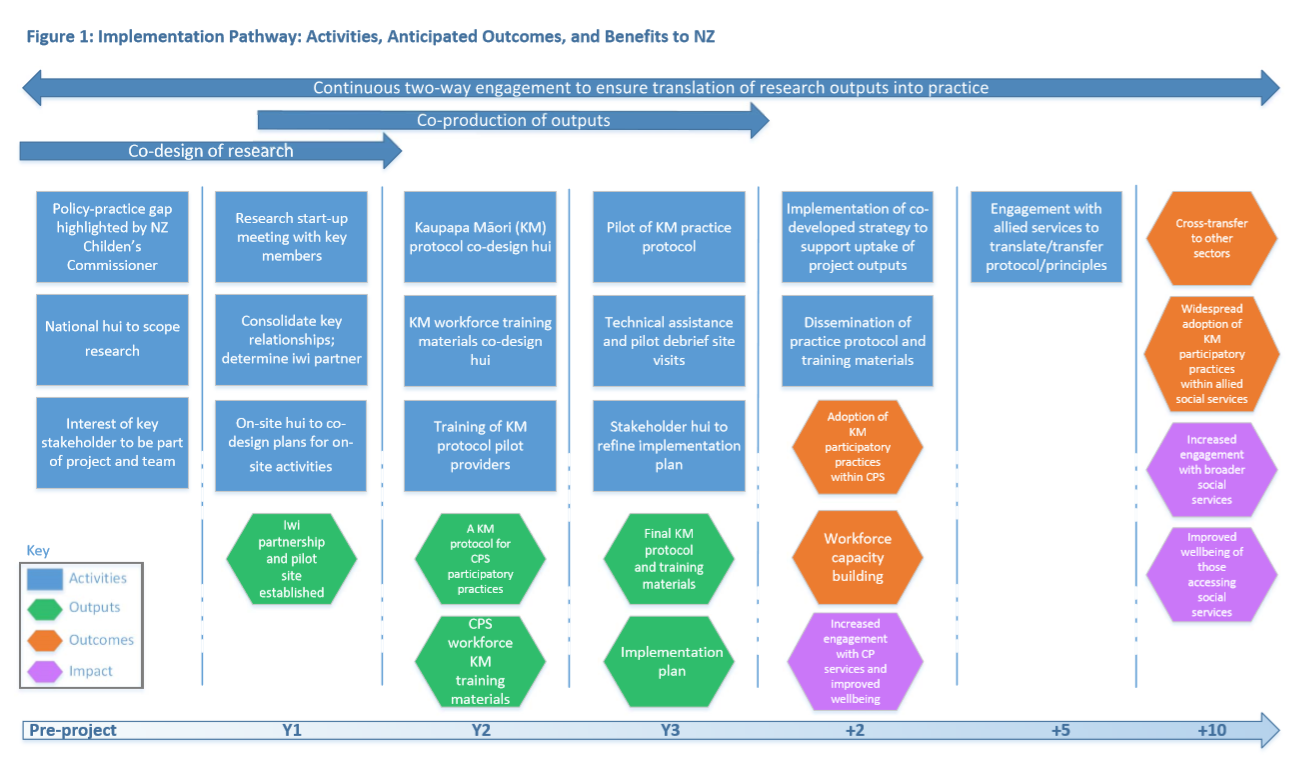 Figure 1: Implementation Pathway: Activities, Anticipated Outcomes, and Benefits to NZ
Continuous two-way engagement to ensure translation of research outputs into practice
Co-production of outputs
Co-design of research
Policy-practice gap
highlighted by NZ
Childen's
Commissioner
National hui to scope
research
Interest of key
stakeholder to be part
of project and team
Research start-up
meeting with key
members
Consolidate key
relationships;
determine iwi partner
On-site hui to co-
design plans for on-
site activities
Iwi
partnership
and pilot
site
established
Kaupapa Māori (KM)
protocol co-design hui
KM workforce training
materials co-design
hui
Training of KM
protocol pilot
providers
A KM
protocol for
CPS
participatory
practices
CPS
workforce
KM
training
materials
Pilot of KM practice
protocol
Technical assistance
and pilot debrief site
visits
Stakeholder hui to
refine implementation
plan
Final KM
protocol
and training
materials
Implementation
plan
Implementation of co-
developed strategy to
support uptake of
project outputs
Dissemination of
practice protocol and
training materials
Adoption of
KM
participatory
practices
within CPS
Workforce
capacity
building
Increased
engagement
with CP
services and
improved
wellbeing
Engagement with
allied services to
translate/transfer
protocol/principles
Cross-transfer
to other
sectors
Widespread
adoption of
KM
participatory
practices
within allied
social services
Increased
engagement
with broader
social
services
Improved
wellbeing of
those
accessing
social
services
Key
Activities
Outputs
Outcomes
Impact
Pre-project Y1 Y2 Y3 +2 +5 +10